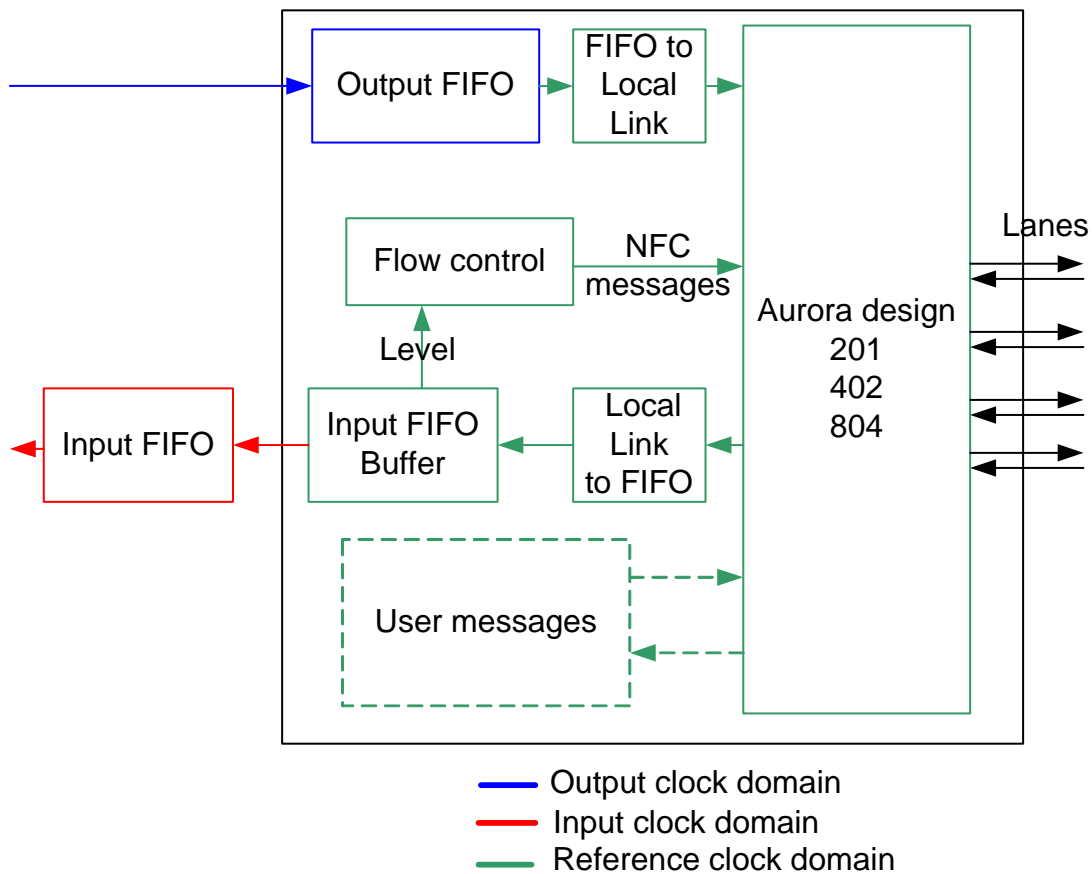 Output FIFO
FIFO to
Local
Link
Lanes
Flow control
NFC
messages
Aurora design
201
402
804
Level
Input FIFO
Input FIFO
Buffer
Local
Link
to FIFO
User messages
Output clock domain
Input clock domain
Reference clock domain